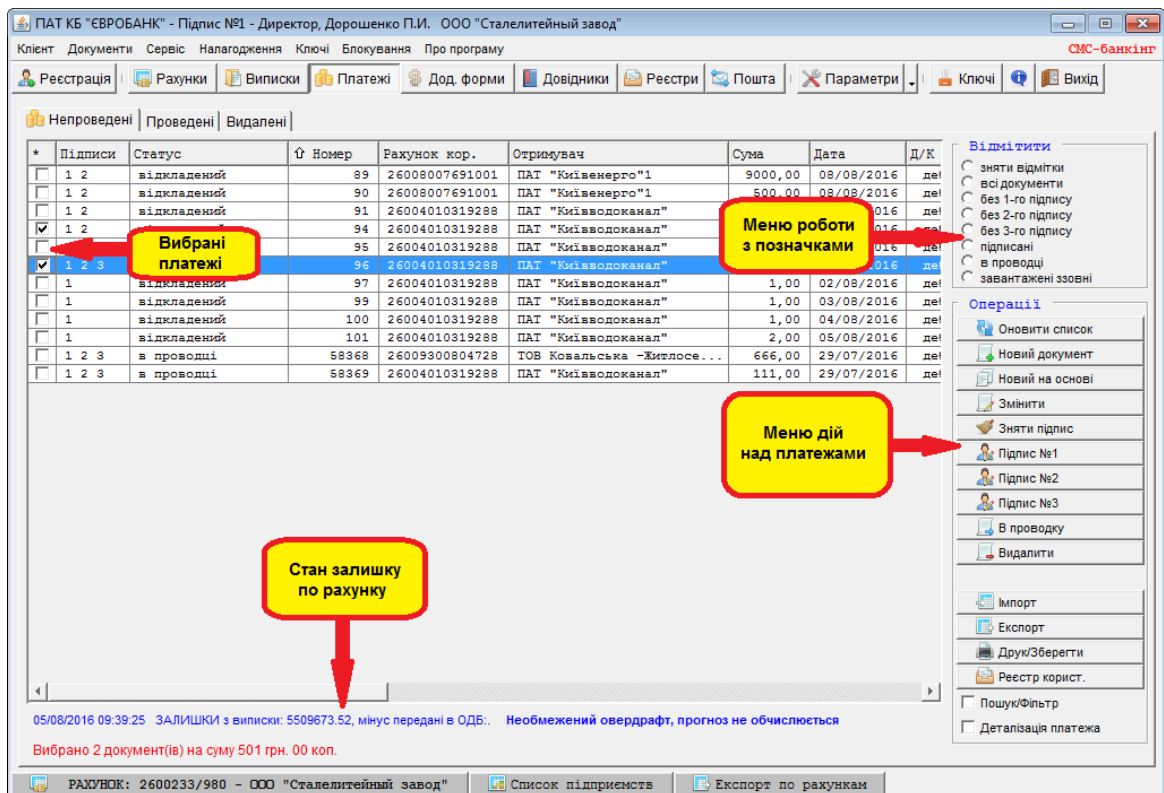 ПАТ КБ "ЄВРОБАНК" - Підпис №1 - Директор, Дорошенко П.И. ООО "Сталелитейный завод"
Клієнт Документи Сервіс Налагодження Ключі Блокування Про програму СМС-банкінг
Реєстрація Рахунки Виписки Платежі Дод. форми Довідники Реєстри Пошта Параметри Ключі Вихід
Непроведені Проведені Видалені
* Підписи Статус Номер Рахунок кор. Отримувач Сума Дата Д/К
1 2 відкладений 89 26008007691001 ПАТ "Київенерго"1 9000,00 08/08/2016 де
1 2 відкладений 90 26008007691001 ПАТ "Київенерго"1 500,00 08/08/2016 де
1 2 відкладений 91 26004010319288 ПАТ "Київводоканал" 016 де
1 2 94 26004010319288 ПАТ "Київводоканал" де
95 26004010319288 ПАТ "Київводоканал" де
1 2 3 96 26004010319288 ПАТ "Київводоканал" 016 де
1 відкладений 97 26004010319288 ПАТ "Київводоканал" 1,00 02/08/2016 де
1 відкладений 99 26004010319288 ПАТ "Київводоканал" 1,00 03/08/2016 де
1 відкладений 100 26004010319288 ПАТ "Київводоканал" 1,00 04/08/2016 де
1 відкладений 101 26004010319288 ПАТ "Київводоканал" 2,00 05/08/2016 де
1 2 3 в проводці 58368 26009300804728 ТОВ Ковальська -Житлосе... 666,00 29/07/2016 де
1 2 3 в проводці 58369 26004010319288 ПАТ "Київводоканал" 111,00 29/07/2016 де
Вибрані
платежі
Меню роботи
з позначками
Меню дій
над платежами
Стан залишку
по рахунку
Відмітити
зняти відмітки
всі документи
без 1-го підпису
без 2-го підпису
без 3-го підпису
підписані
в проводці
завантажені ззовні
Операції
Оновити список
Новий документ
Новий на основі
Змінити
Зняти підпис
Підпис №1
Підпис №2
Підпис №3
В проводку
Видалити
Імпорт
Експорт
Друк/Зберегти
Реєстр корист.
Пошук/Фільтр
Деталізація платежа
05/08/2016 09:39:25 ЗАЛИШКИ з виписки: 5509673.52, мінус передані в ОДБ:. Необмежений овердрафт, прогноз не обчислюється
Вибрано 2 документ(ів) на суму 501 грн. 00 коп.
РАХУНОК: 2600233/980 - ООО "Сталелитейный завод" Список підприємств Експорт по рахункам